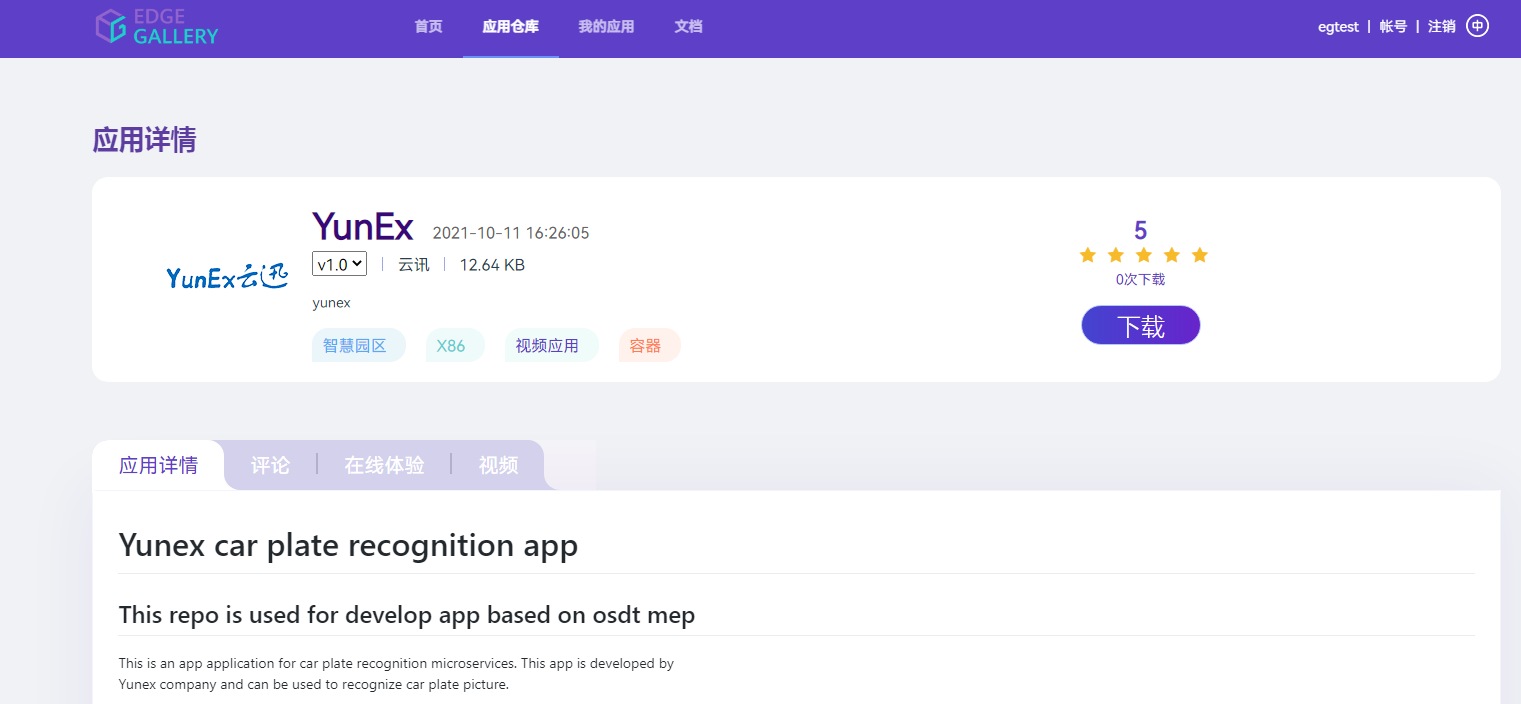 EDGE
GALLERY
首页 应用仓库 我的应用 文档
egtest | 帐号 | 注销 中
应用详情
YunEx云迅
YunEx 2021-10-11 16:26:05
v1.0 | 云讯 | 12.64 KB
yunex
智慧园区 X86 视频应用 容器
5
0次下载
下载
应用详情 评论 | 在线体验 | 视频
Yunex car plate recognition app
This repo is used for develop app based on osdt mep
This is an app application for car plate recognition microservices. This app is developed by
Yunex company and can be used to recognize car plate picture.